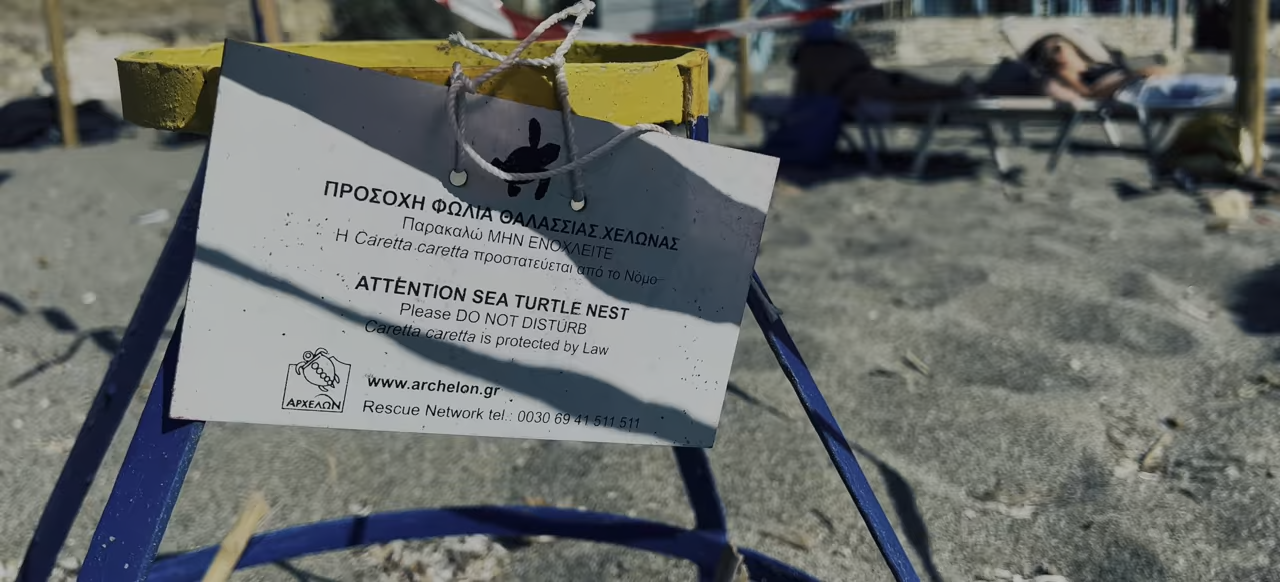 ΠΡΟΣΟΧΗ ΦΩΛΙΑ ΘΑΛΑΣΣΙΑΣ ΧΕΛΩΝΑΣ
Παρακαλώ ΜΗΝ ΕΝΟΧΛΕΙΤΕ
Η Caretta caretta προστατεύεται από το Νόμο
ATTENTION SEA TURTLE NEST
Please DO NOT DISTURB
Caretta caretta is protected by Law
www.archelon.gr
ΑΡΧΕΛΩΝ
Rescue Network tel.: 0030 69 41 511 511